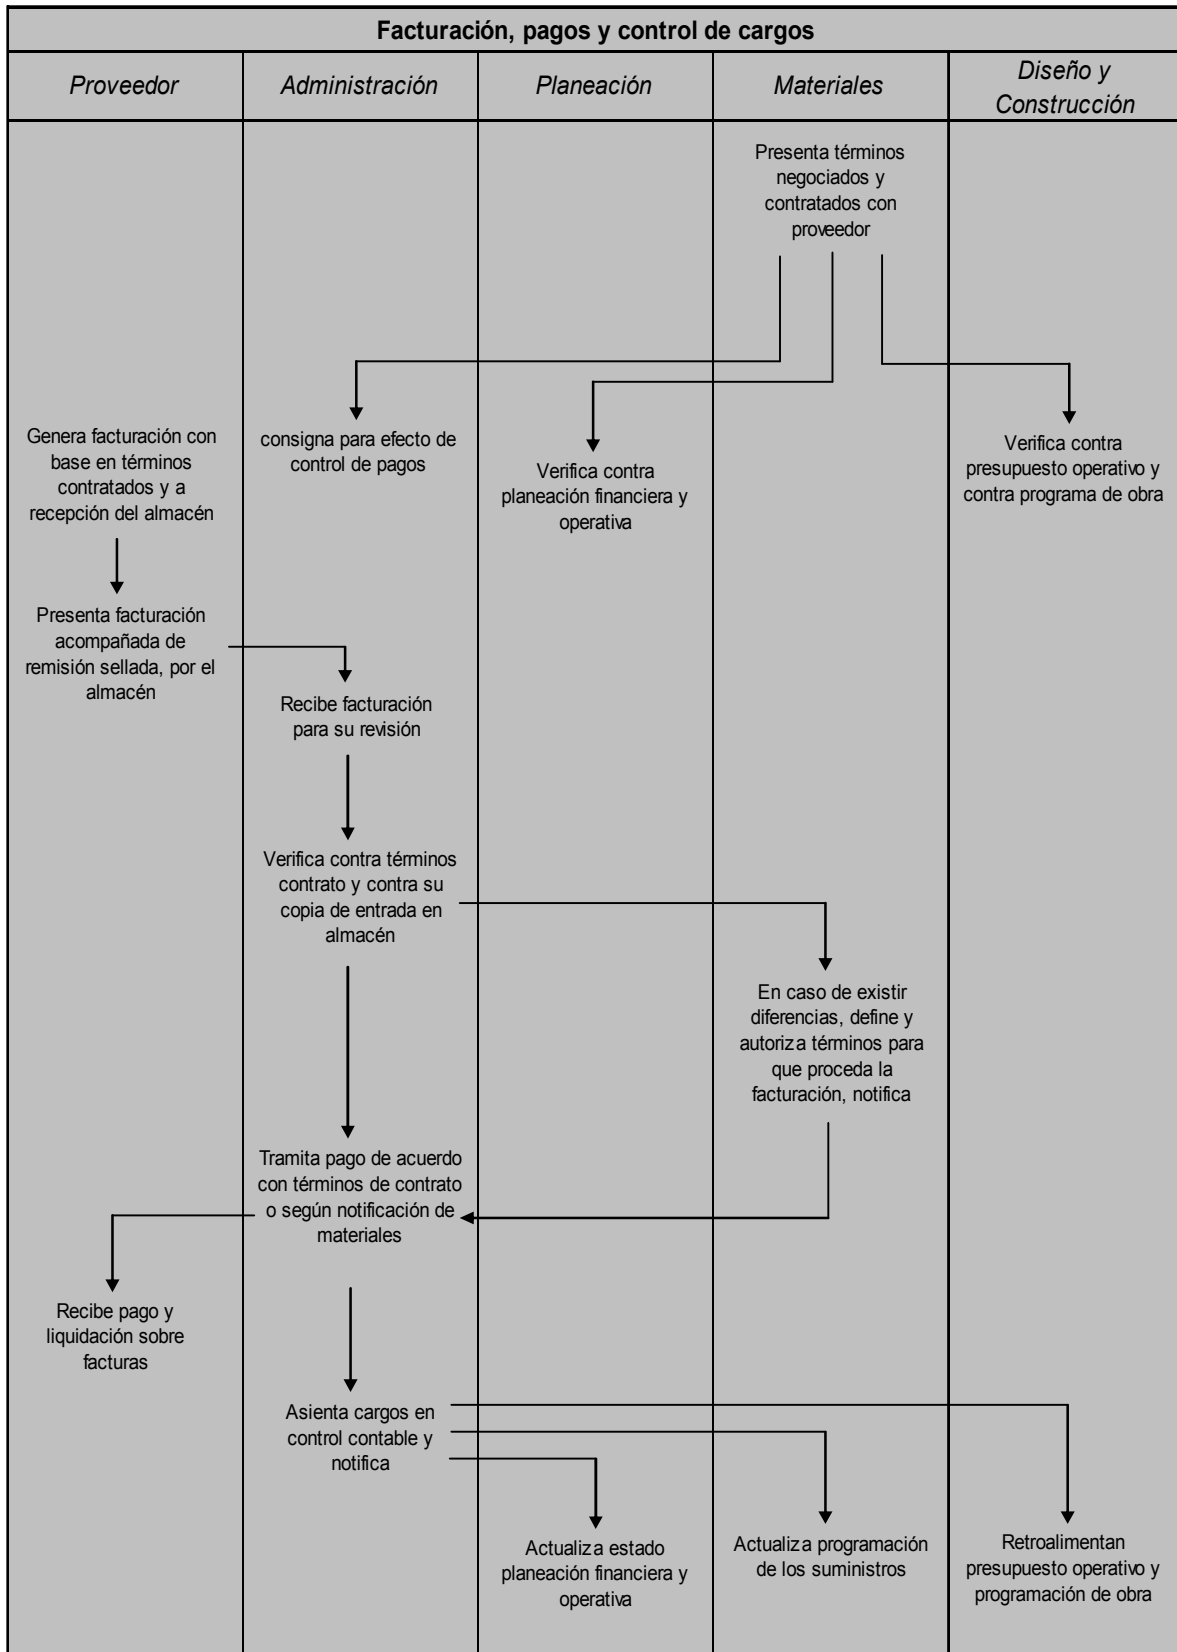 Facturación, pagos y control de cargos
Proveedor
Administración
Planeación
Materiales
Diseño y
Construcción
Presenta términos
negociados y
contratados con
proveedor
Genera facturación con
base en términos
contratados y a
recepción del almacén
consigna para efecto de
control de pagos
Verifica contra
planeación financiera y
operativa
Verifica contra
presupuesto operativo y
contra programa de obra
Presenta facturación
acompañada de
remisión sellada, por el
almacén
Recibe facturación
para su revisión
Verifica contra términos
contrato y contra su
copia de entrada en
almacén
En caso de existir
diferencias, define y
autoriza términos para
que proceda la
facturación, notifica
Tramita pago de acuerdo
con términos de contrato
o según notificación de
materiales
Recibe pago y
liquidación sobre
facturas
Asienta cargos en
control contable y
notifica
Actualiza estado
planeación financiera y
operativa
Actualiza programación
de los suministros
Retroalimentan
presupuesto operativo y
programación de obra